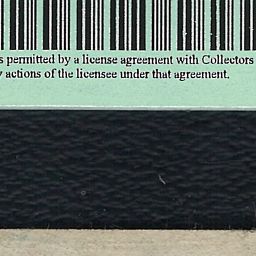 s permitted by a license agreement with Collectors
actions of the licensee under that agreement.